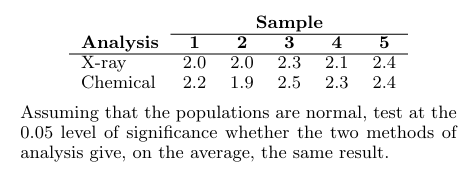 Sample
Analysis 1 2 3 4 5
X-ray 2.0 2.0 2.3 2.1 2.4
Chemical 2.2 1.9 2.5 2.3 2.4
Assuming that the populations are normal, test at the
0.05 level of significance whether the two methods of
analysis give, on the average, the same result.